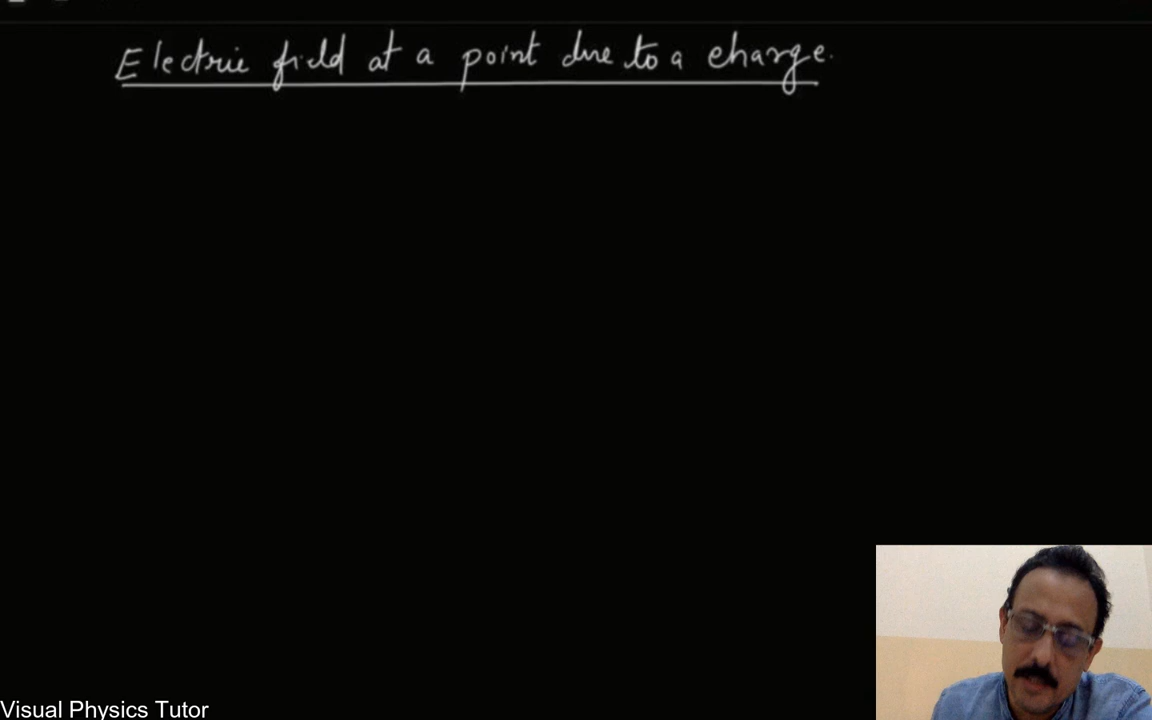 Electric field at a point due to a charge.
Visual Physics Tutor